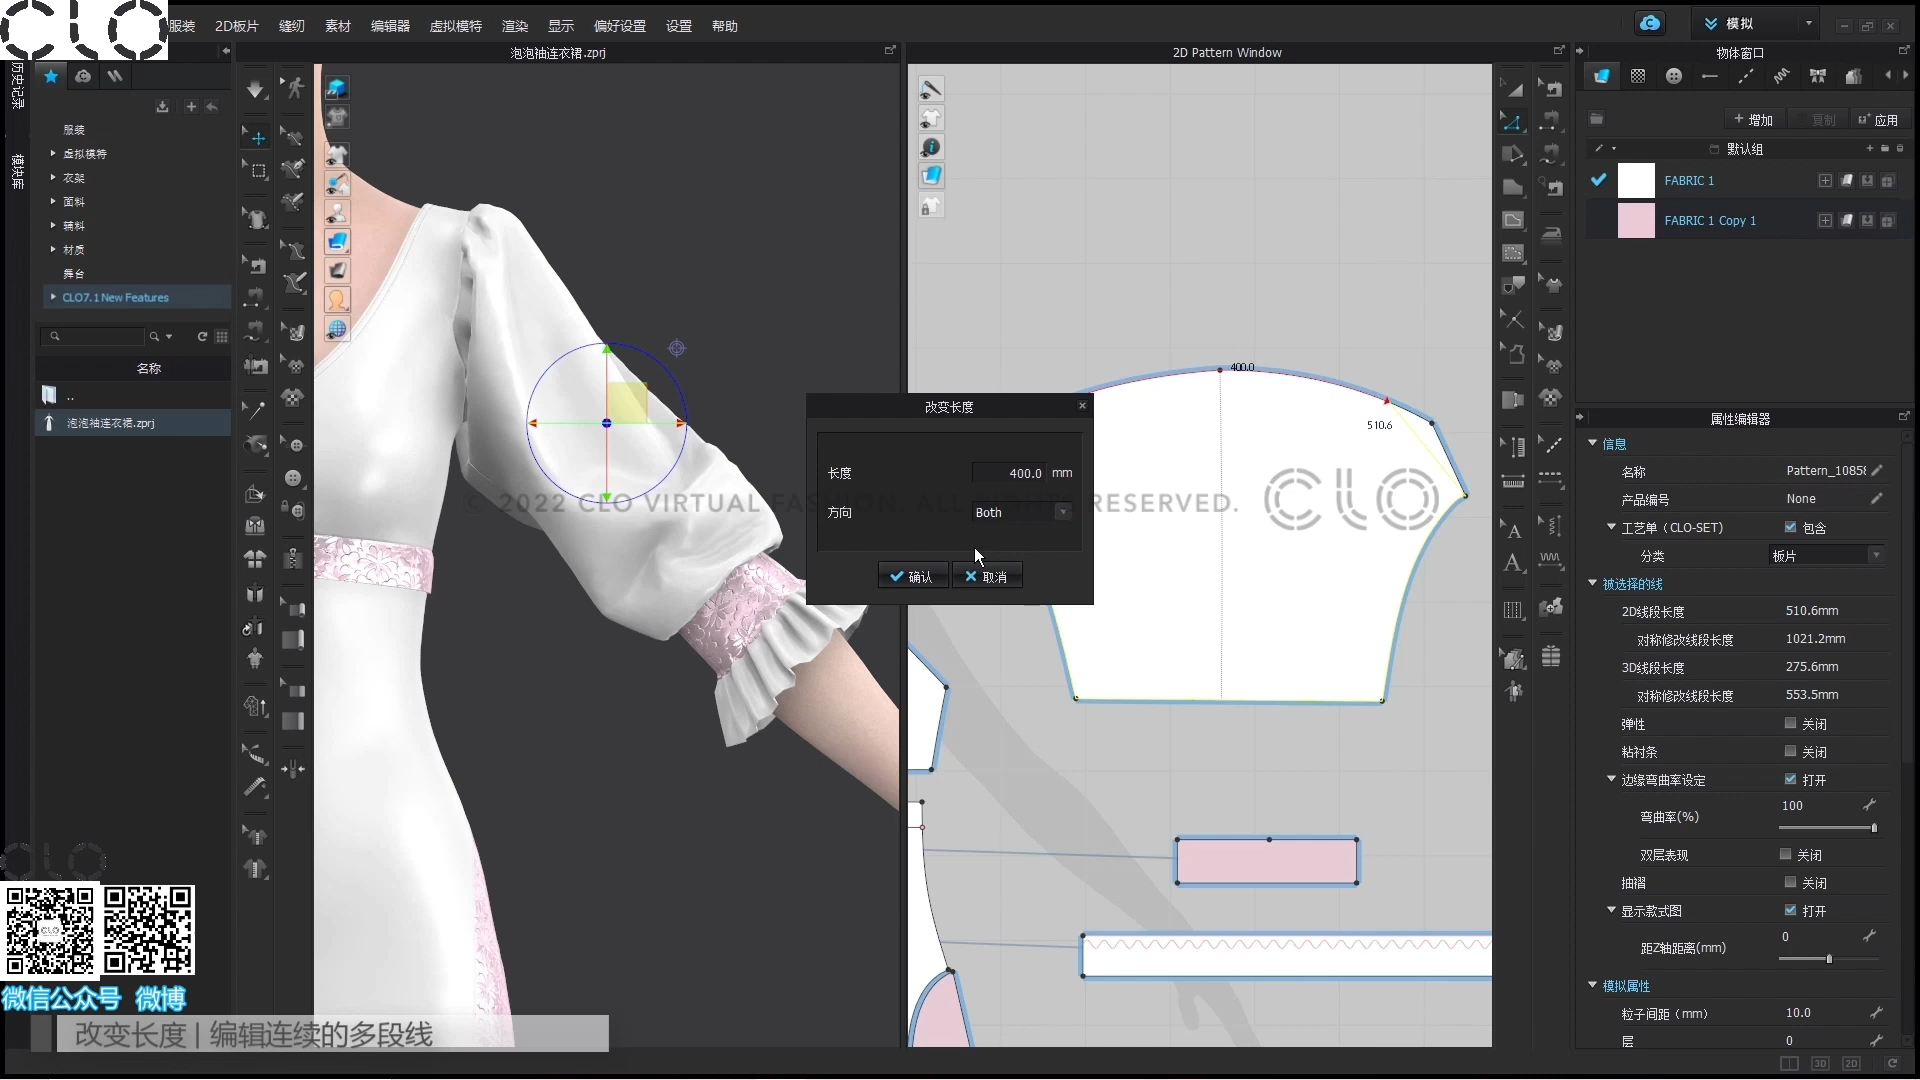 CLO
服装 2D板片 缝纫 素材 编辑器 虚拟模特 渲染 显示 偏好设置 设置 帮助
模拟
泡泡袖连衣裙.zprj
2D Pattern Window
物体窗口
历史记录
模块库
服装
虚拟模特
衣架
面料
辅料
材质
舞台
CLO7.1 New Features
名称
..
泡泡袖连衣裙.zprj
增加 复制 应用
默认组
FABRIC 1
FABRIC 1 Copy 1
400.0
510.6
改变长度
长度 400.0 mm
方向 Both
确认 取消
© 2022 CLO VIRTUAL FASHION. ALL RIGHTS RESERVED.
CLO
属性编辑器
信息
名称 Pattern_1085
产品编号 None
工艺单（CLO-SET) 包含
分类 板片
被选择的线
2D线段长度 510.6mm
对称修改线段长度 1021.2mm
3D线段长度 275.6mm
对称修改线段长度 553.5mm
弹性 关闭
粘衬条 关闭
边缘弯曲率设定 打开
弯曲率(%) 100
双层表现 关闭
抽褶 关闭
显示款式图 打开
距Z轴距离(mm) 0
模拟属性
粒子间距（mm） 10.0
层 0
CLO
CLO
微信公众号 微博
改变长度 | 编辑连续的多段线
3D 2D